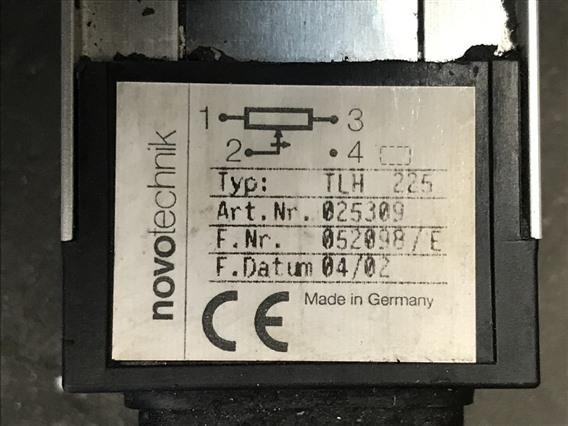 novotechnik
1 3
2 4
Typ: TLH 225
Art.Nr. 025309
F.Nr. 052098/E
F.Datum 04/02
CE Made in Germany